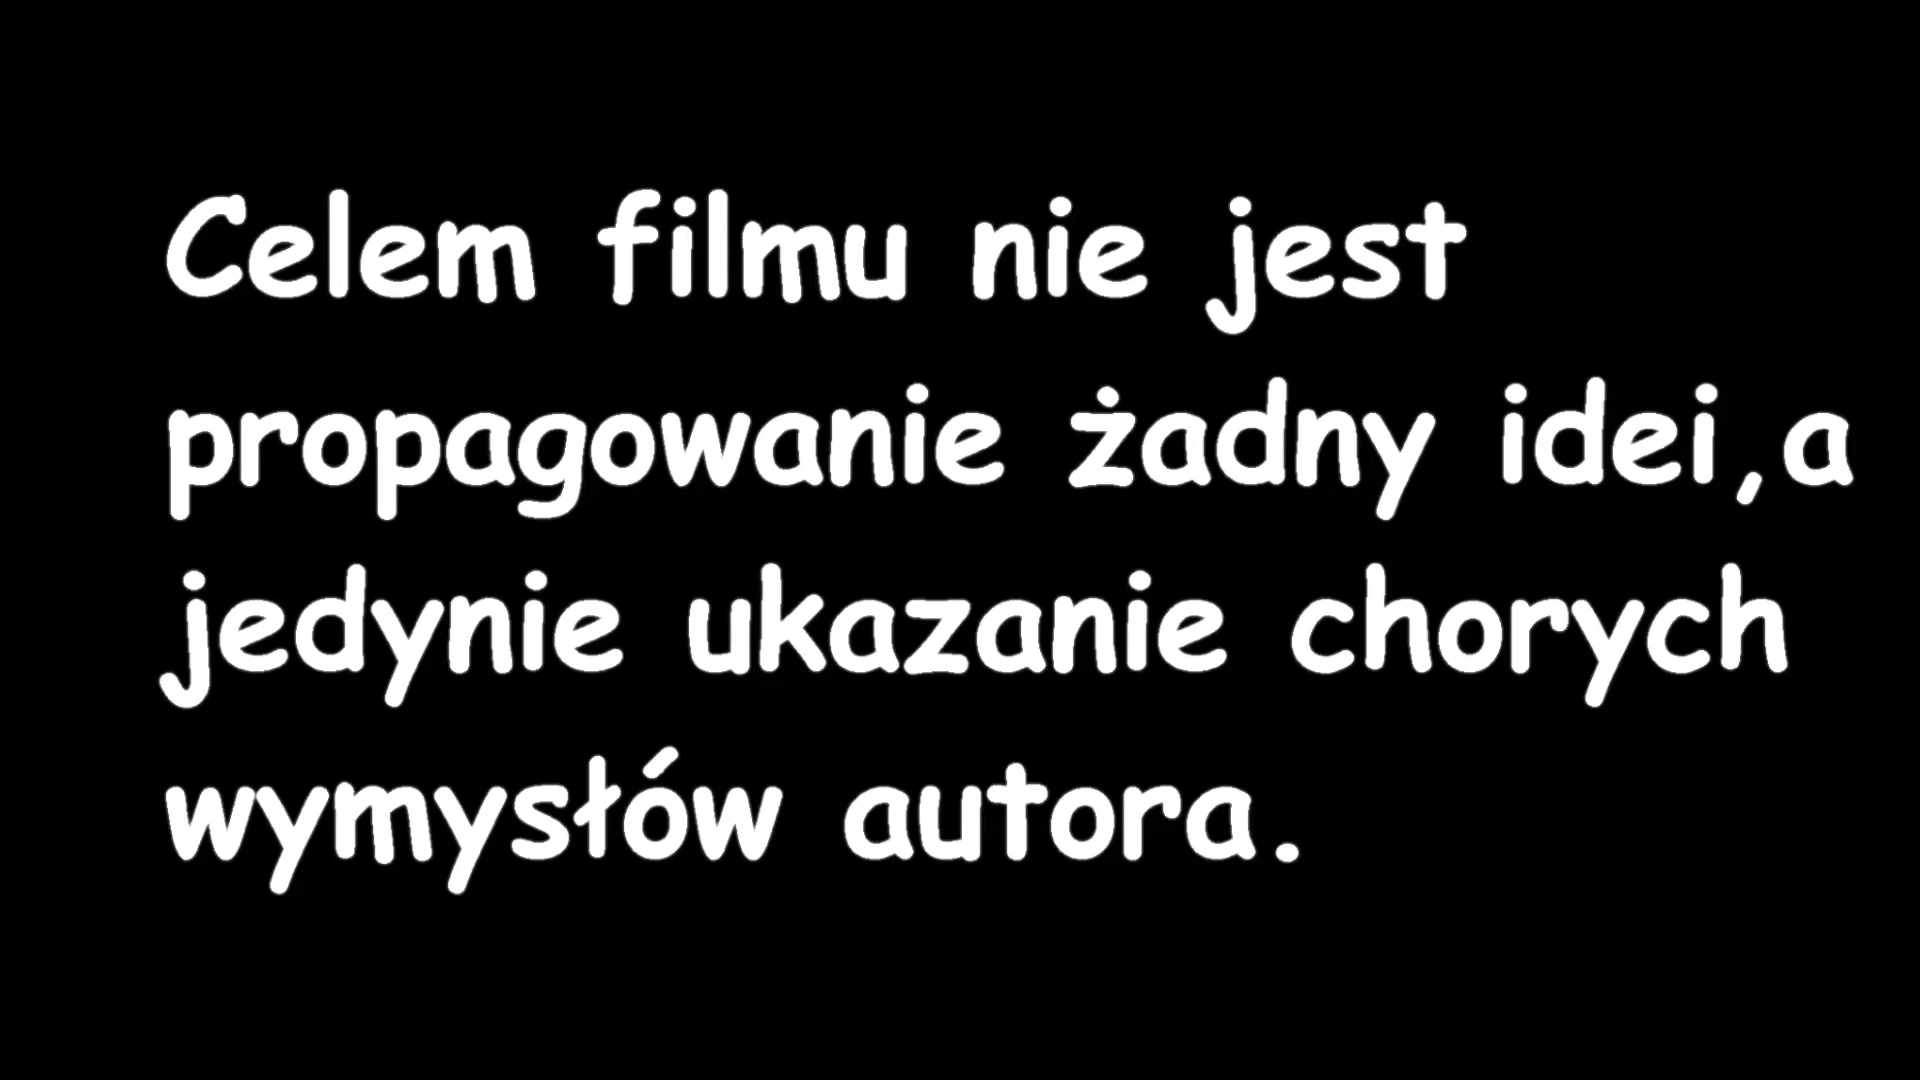 Celem filmu nie jest
propagowanie żadny idei,a
jedynie ukazanie chorych
wymysłów autora.